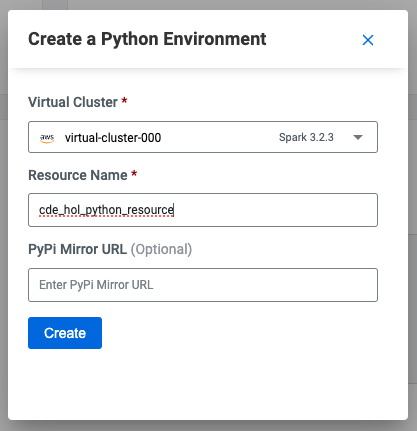 Create a Python Environment
Virtual Cluster *
aws virtual-cluster-000 Spark 3.2.3
Resource Name *
cde_hol_python_resource
PyPi Mirror URL (Optional)
Enter PyPi Mirror URL
Create